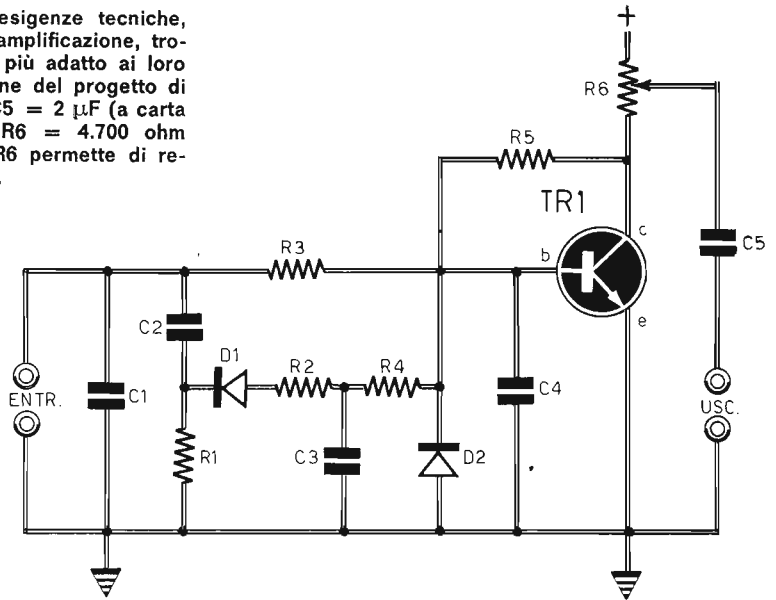 esigenze tecniche,
amplificazione, tro-
più adatto ai loro
ne del progetto di
C5 = 2 µF (a carta
R6 = 4.700 ohm
R6 permette di re-
+
R6
R5
TR1
c
C5
R3
b
e
C2
D1
R2
R4
ENTR.
C1
C4
USC.
R1
C3
D2